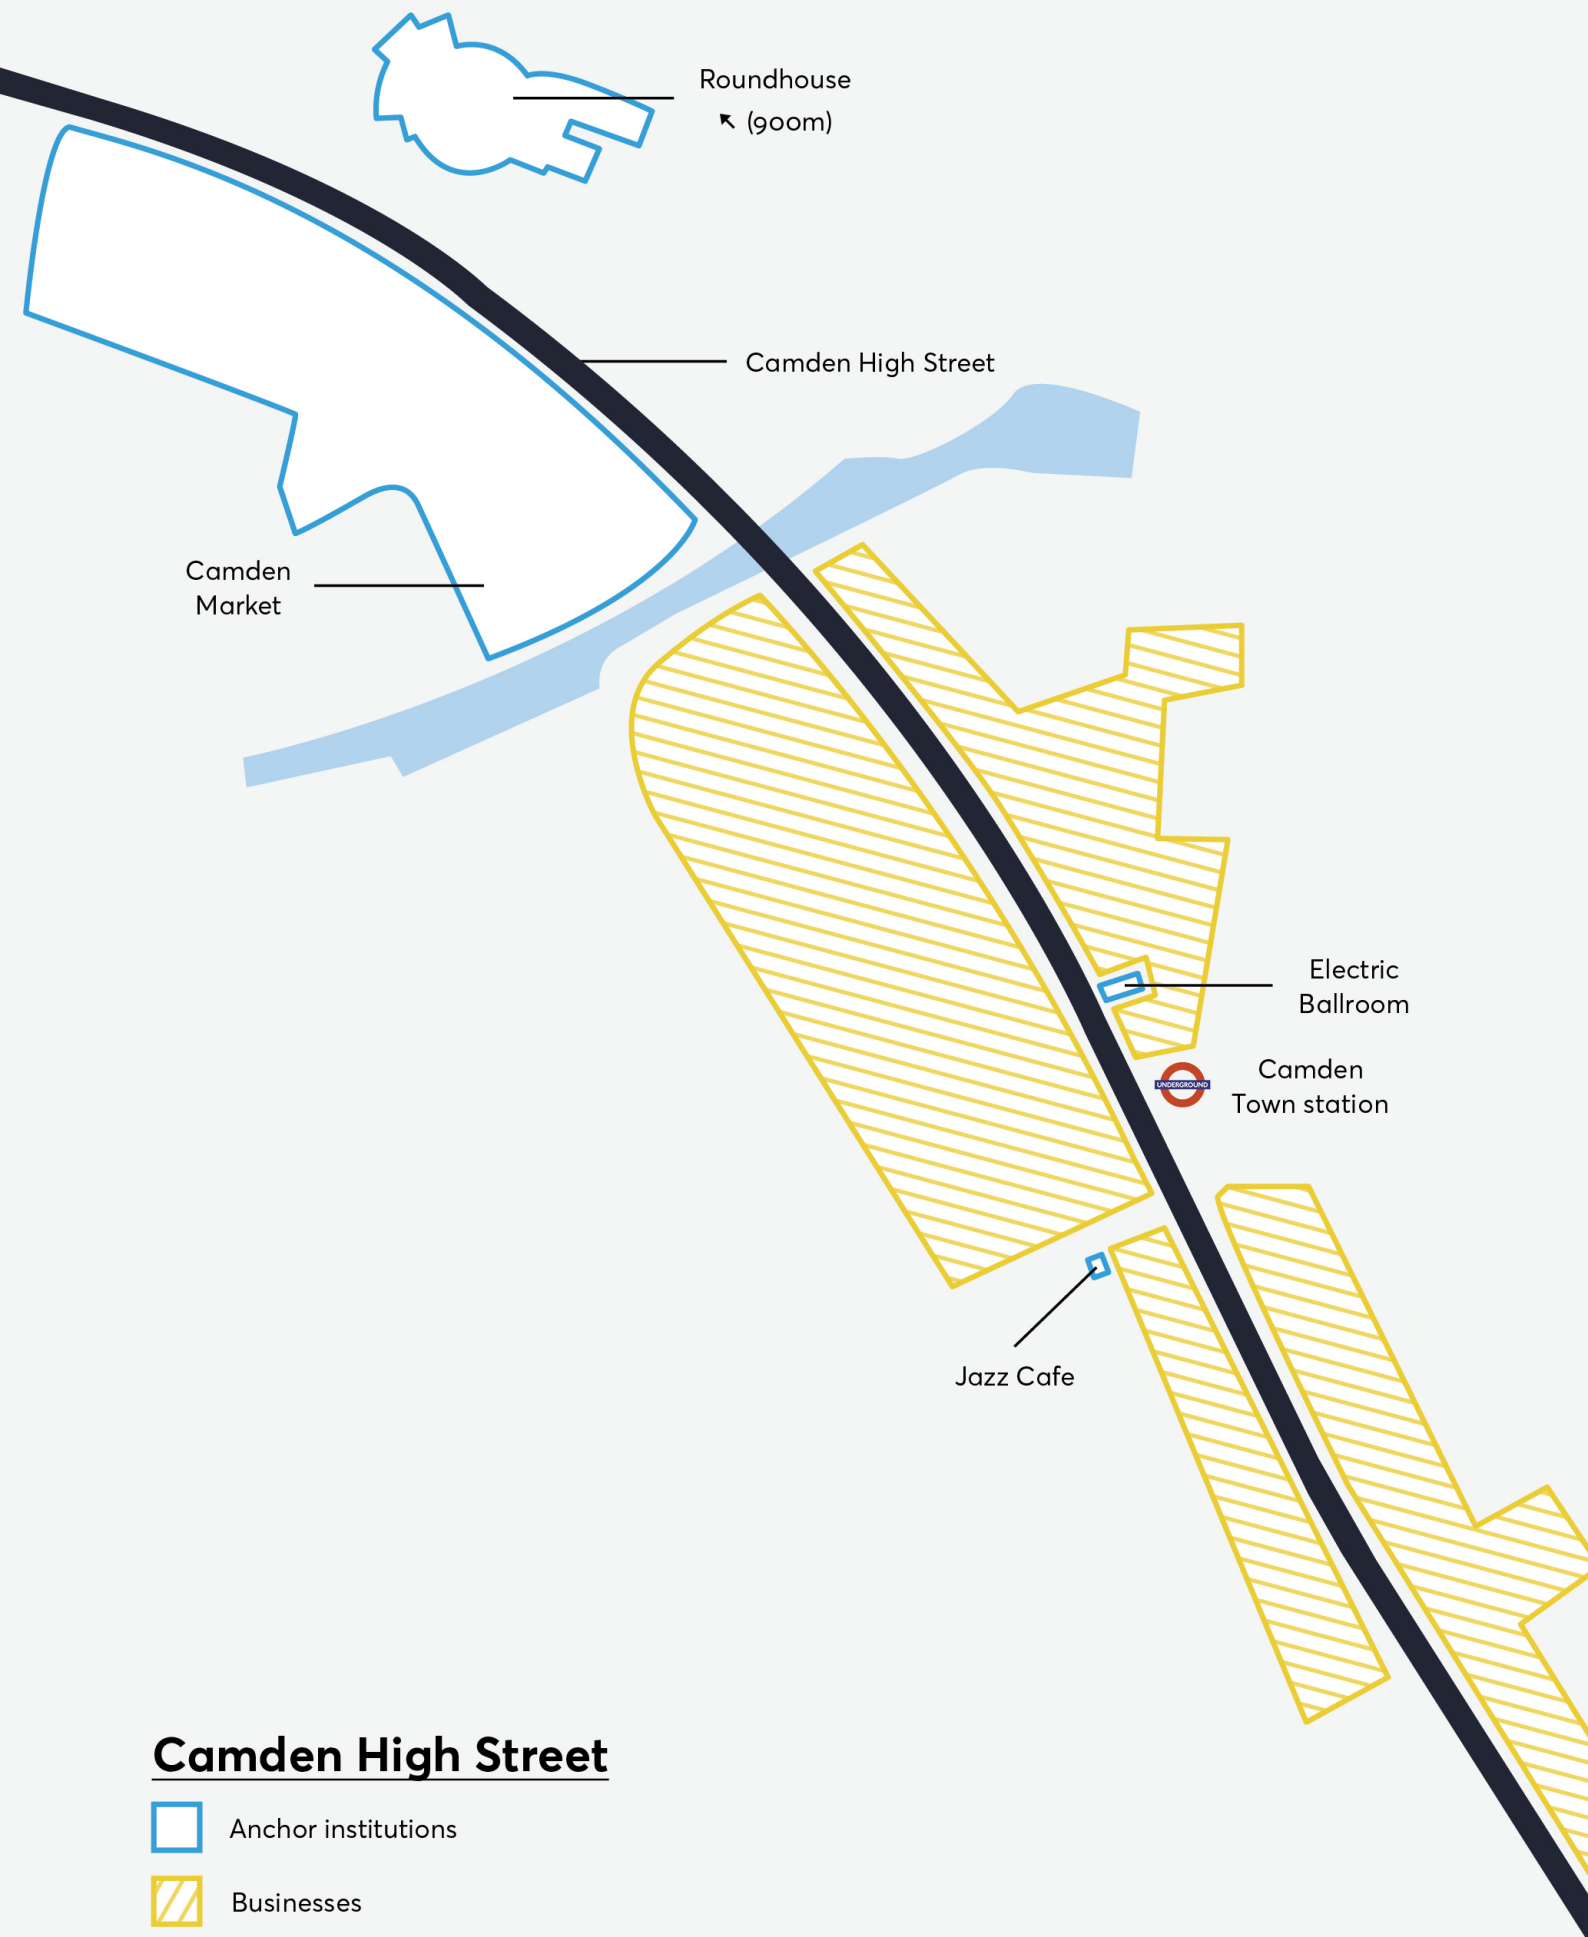 Roundhouse
↖ (900m)
Camden High Street
Camden
Market
Electric
Ballroom
UNDERGROUND
Camden
Town station
Jazz Cafe
Camden High Street
Anchor institutions
Businesses